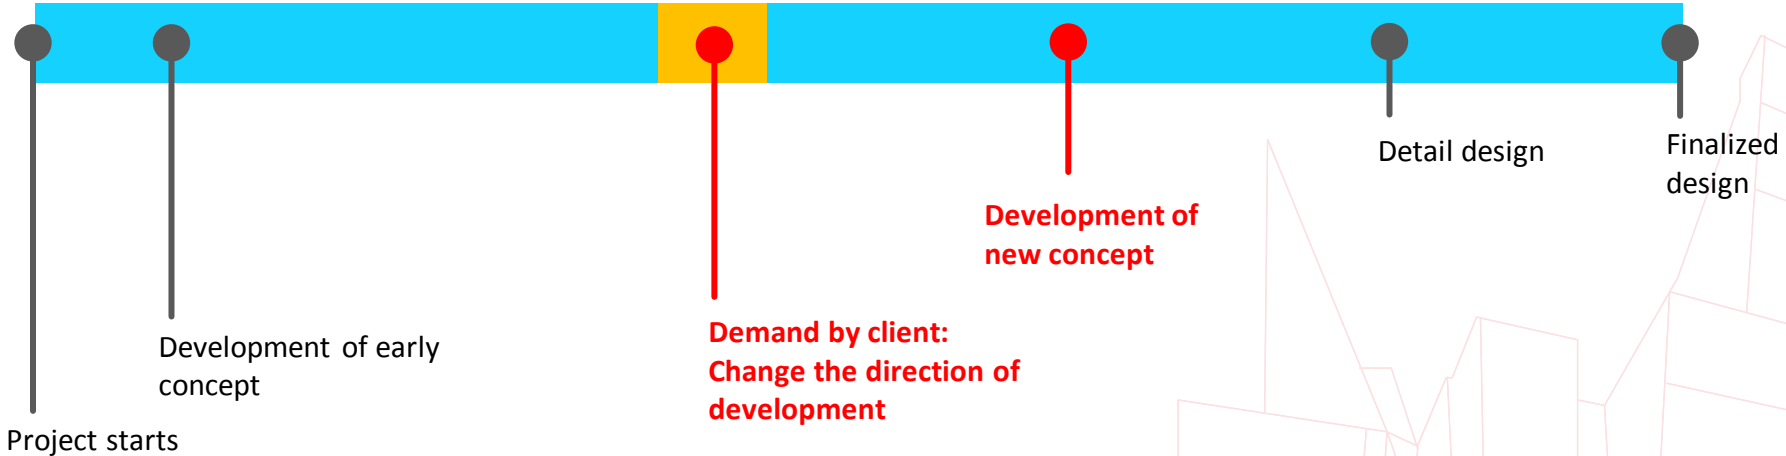 Project starts
Development of early
concept
Demand by client:
Change the direction of
development
Development of
new concept
Detail design
Finalized
design